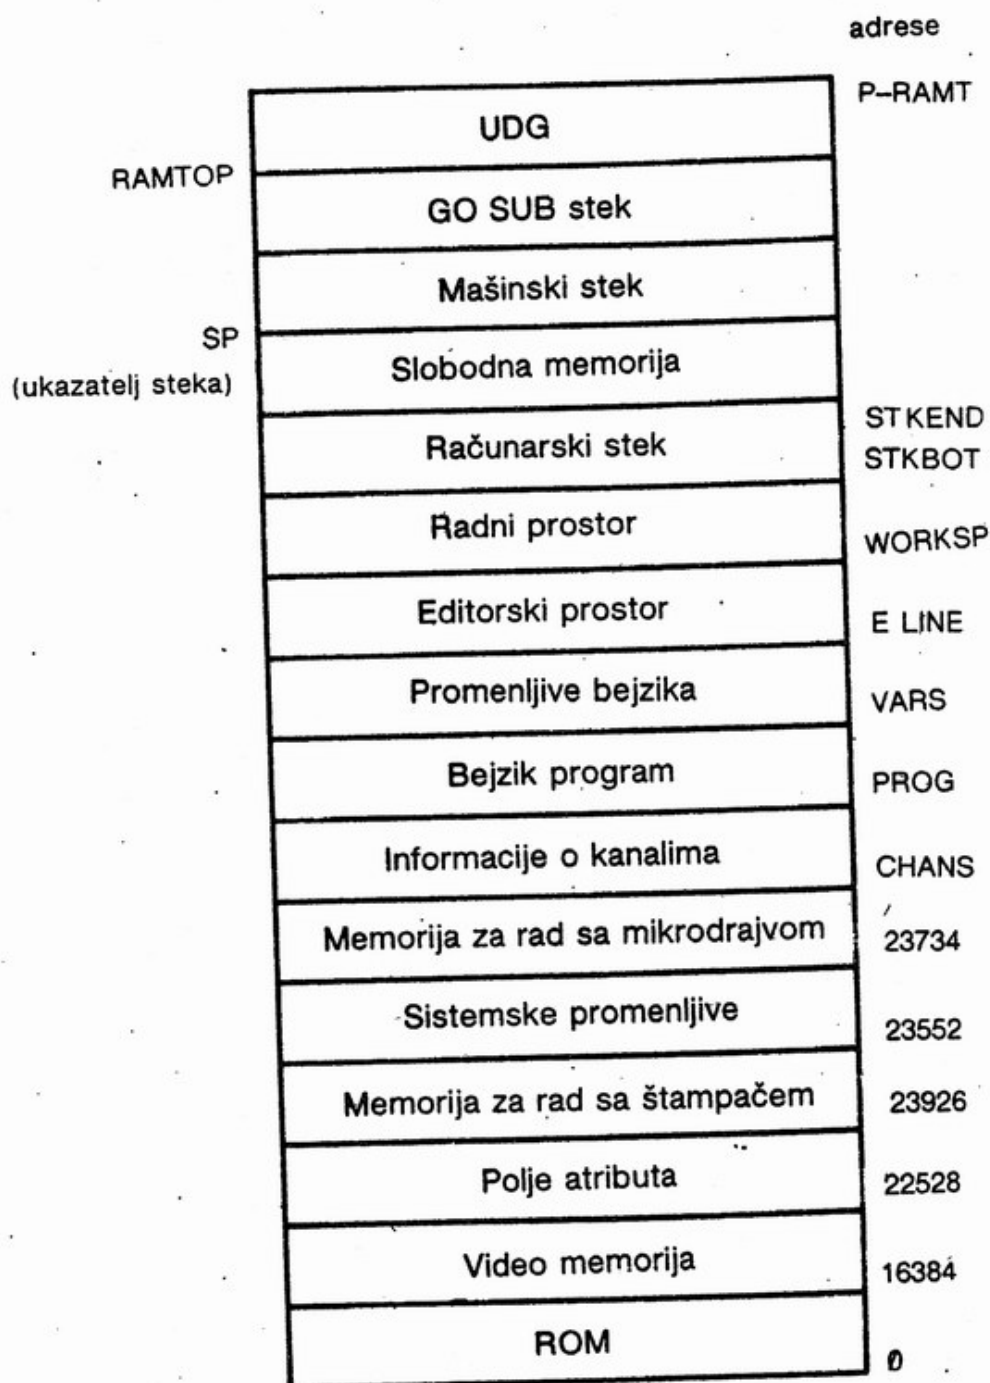 adrese
P–RAMT
UDG
RAMTOP
GO SUB stek
Mašinski stek
SP
(ukazatelj steka)
Slobodna memorija
STKEND
Računarski stek
STKBOT
Radni prostor
WORKSP
Editorski prostor
E LINE
Promenljive bejzika
VARS
Bejzik program
PROG
Informacije o kanalima
CHANS
Memorija za rad sa mikrodrajvom
23734
Sistemske promenljive
23552
Memorija za rad sa štampačem
23926
Polje atributa
22528
Video memorija
16384
ROM
0